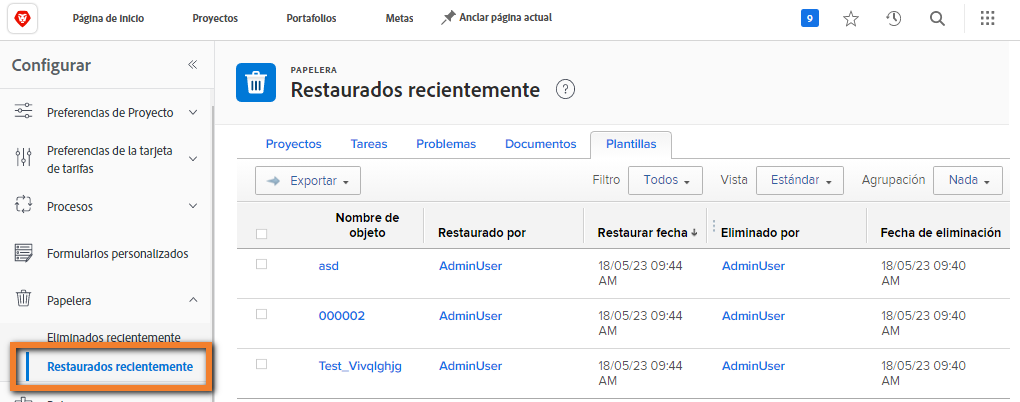 Página de inicio Proyectos Portafolios Metas Anclar página actual 9
Configurar
Preferencias de Proyecto
Preferencias de la tarjeta
de tarifas
Procesos
Formularios personalizados
Papelera
Eliminados recientemente
Restaurados recientemente
PAPELERA
Restaurados recientemente ?
Proyectos Tareas Problemas Documentos Plantillas
Exportar Filtro Todos Vista Estándar Agrupación Nada
Nombre de
objeto Restaurado por Restaurar fecha Eliminado por Fecha de eliminación
asd AdminUser 18/05/23 09:44 AdminUser 18/05/23 09:40
AM AM
000002 AdminUser 18/05/23 09:44 AdminUser 18/05/23 09:40
AM AM
Test_Vivqlghjg AdminUser 18/05/23 09:44 AdminUser 18/05/23 09:40
AM AM